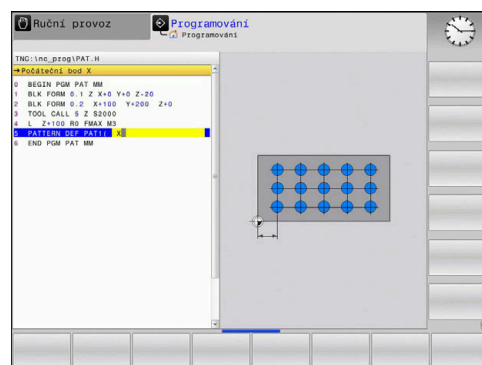 Ruční provoz
Programování
Programování
TNC:\nc_prog\PAT.H
→Počáteční bod X
0 BEGIN PGM PAT MM
1 BLK FORM 0.1 Z X+0 Y+0 Z-20
2 BLK FORM 0.2 X+100 Y+200 Z+0
3 TOOL CALL 5 Z S2000
4 L Z+100 R0 FMAX M3
5 PATTERN DEF PAT1( X
6 END PGM PAT MM